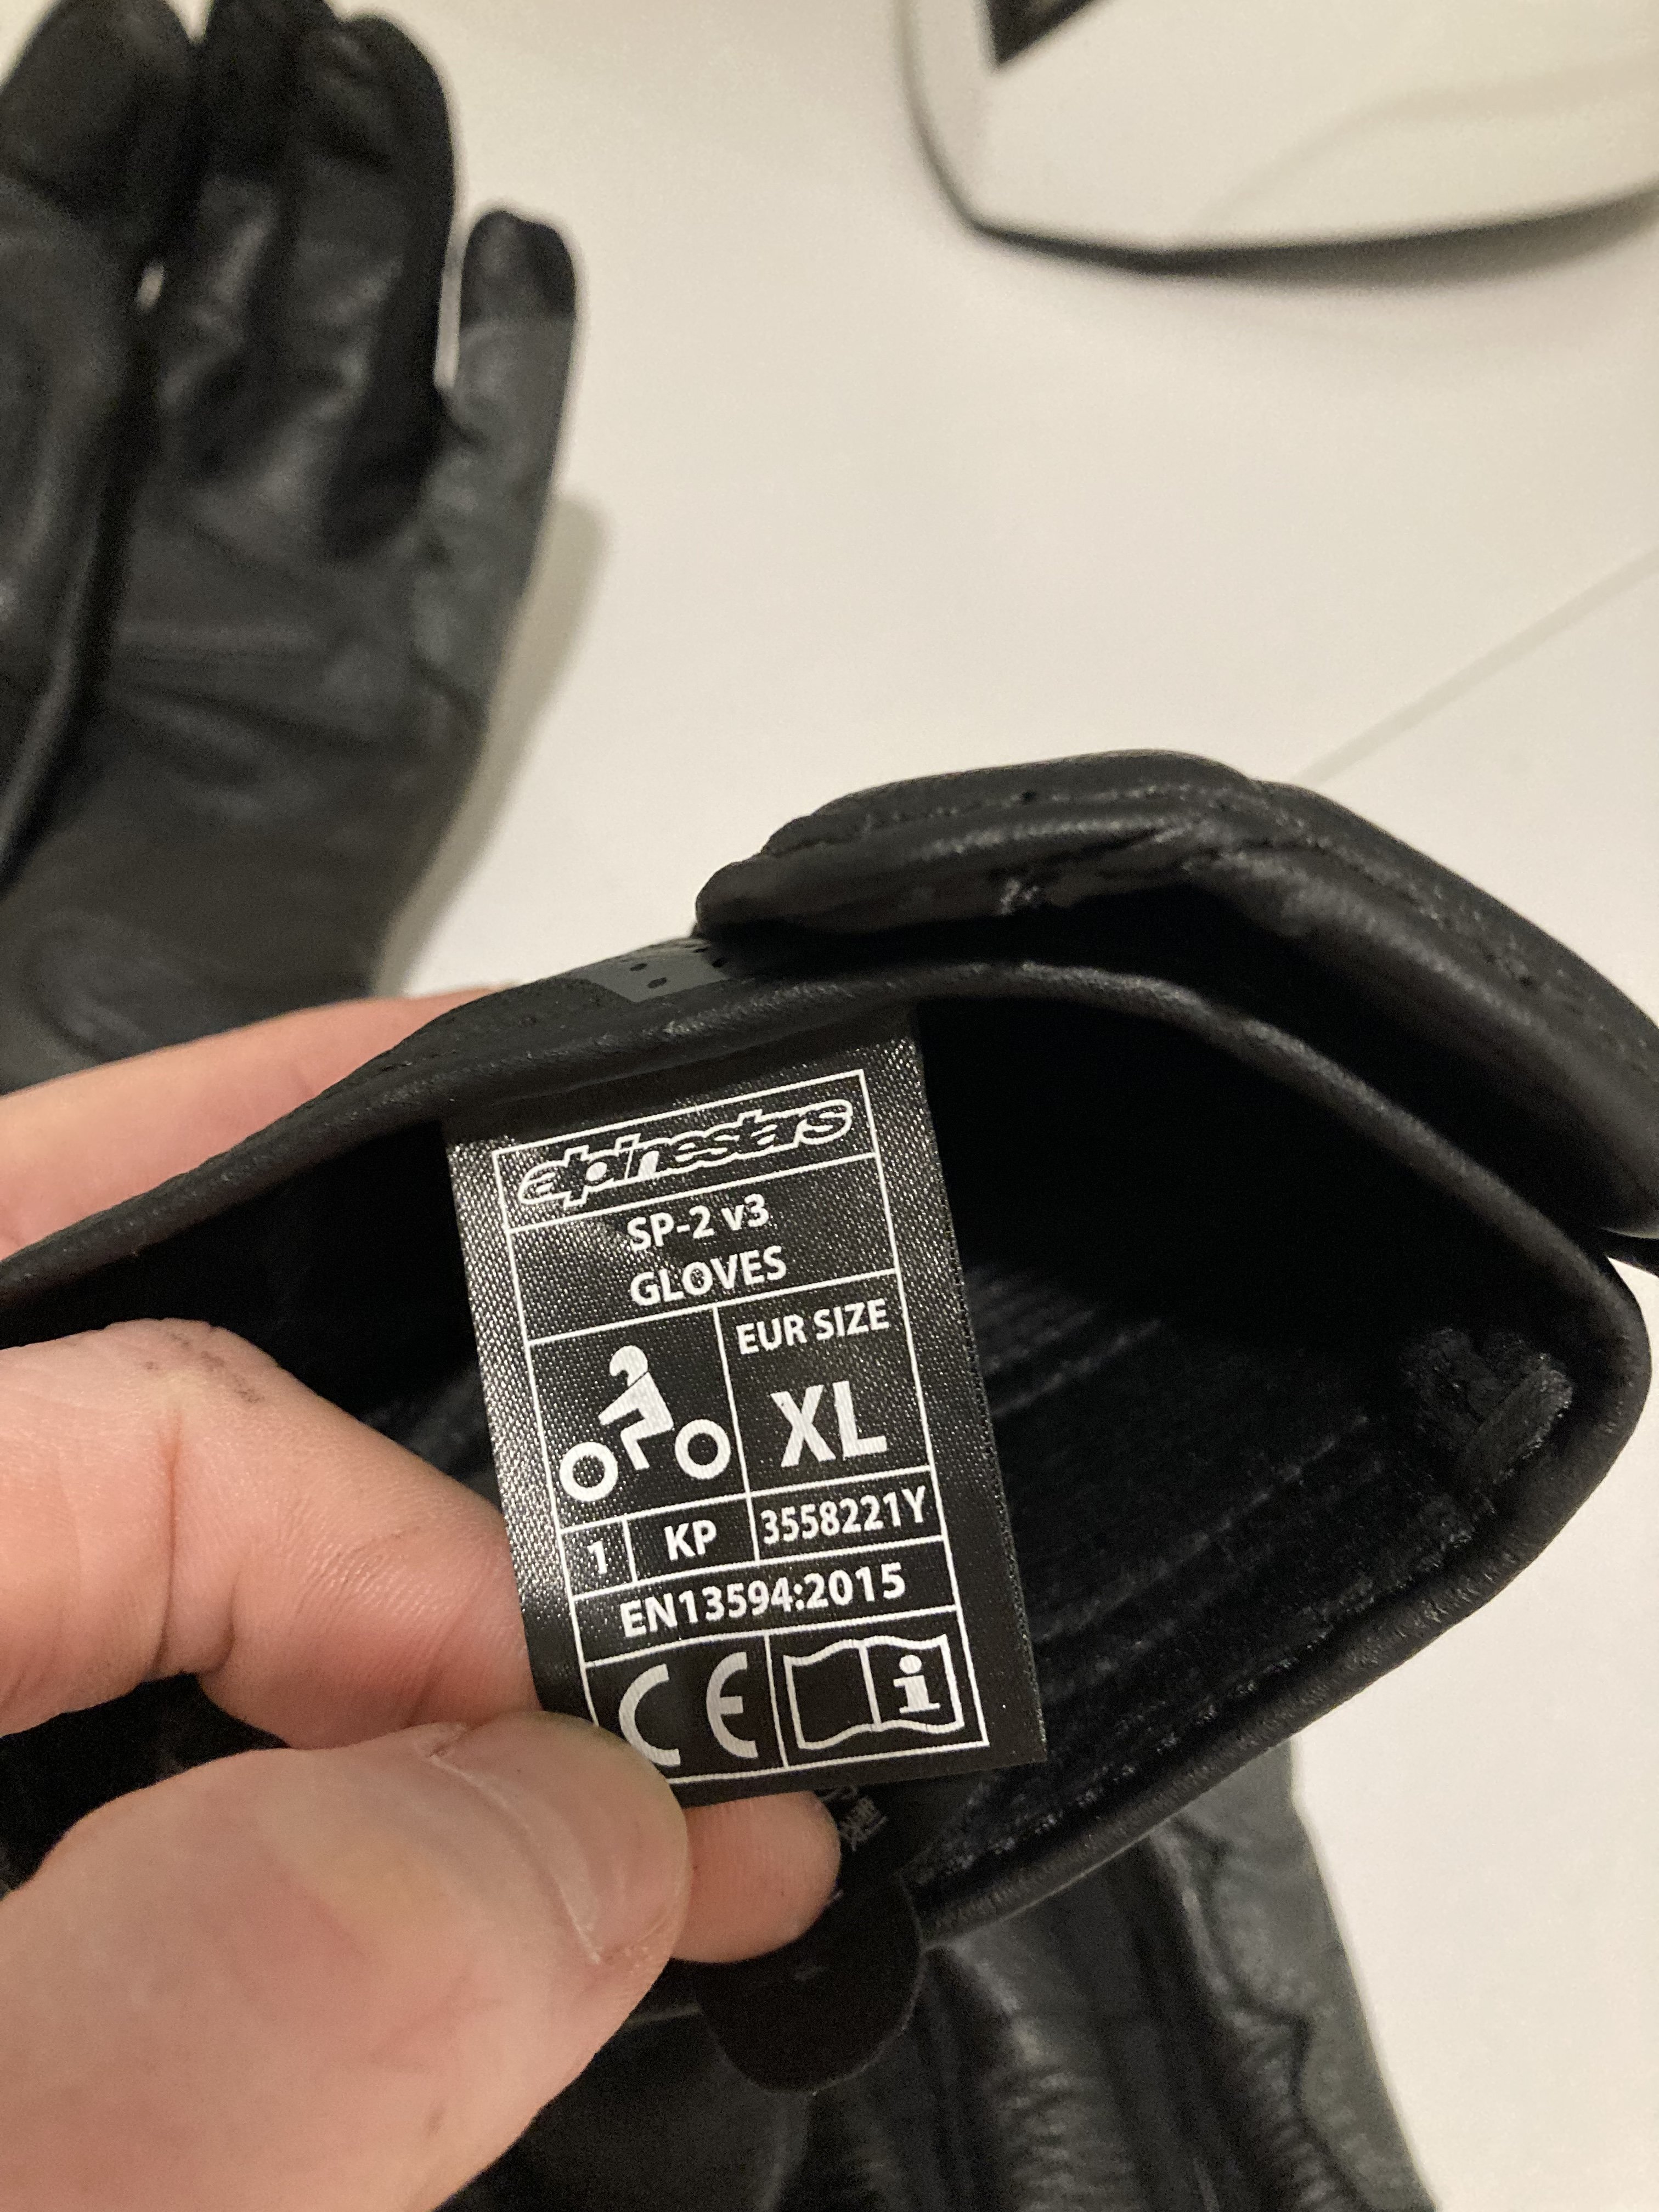 alpinestars
SP-2 v3
GLOVES
EUR SIZE
XL
1 KP 3558221Y
EN13594:2015
CE
i